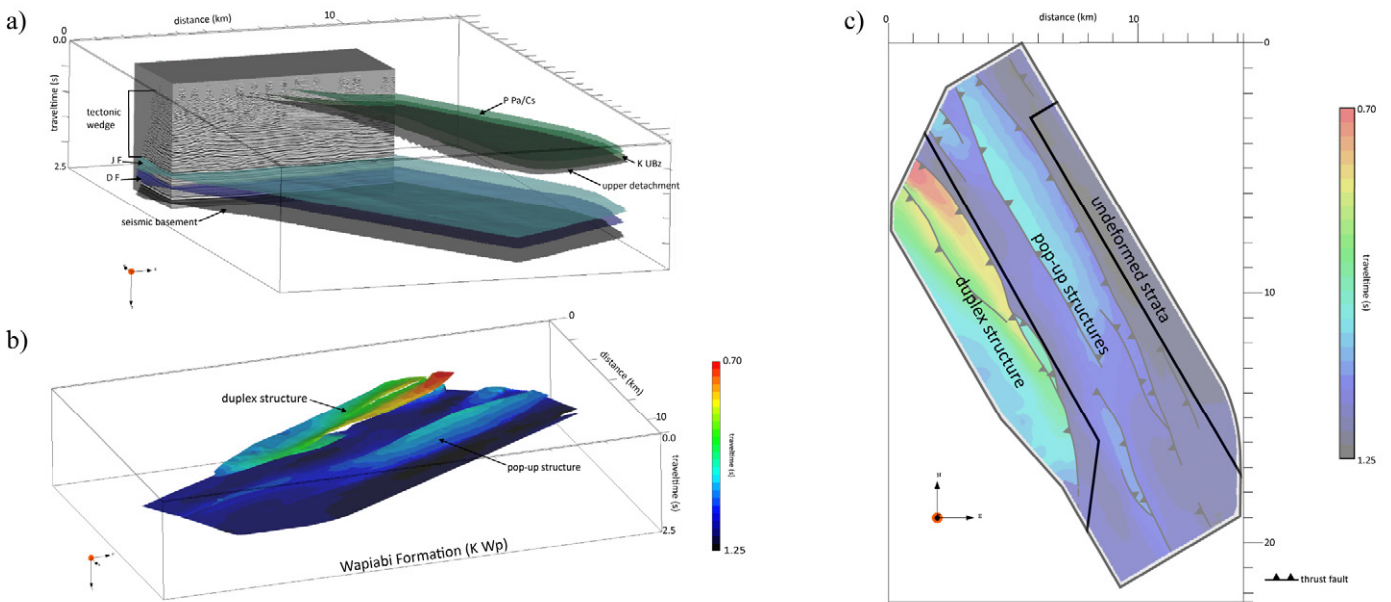 a)
distance (km)
0
10
0.0
traveltime (s)
2.5
tectonic
wedge
J F
D F
seismic basement
P Pa/Cs
K UBz
upper detachment
b)
0
distance (km)
10
0.0
traveltime (s)
2.5
duplex structure
pop-up structure
Wapiabi Formation (K Wp)
0.70
traveltime (s)
1.25
c)
distance (km)
0
10
0
10
20
undeformed strata
pop-up structures
duplex structure
N
E
0.70
traveltime (s)
1.25
thrust fault